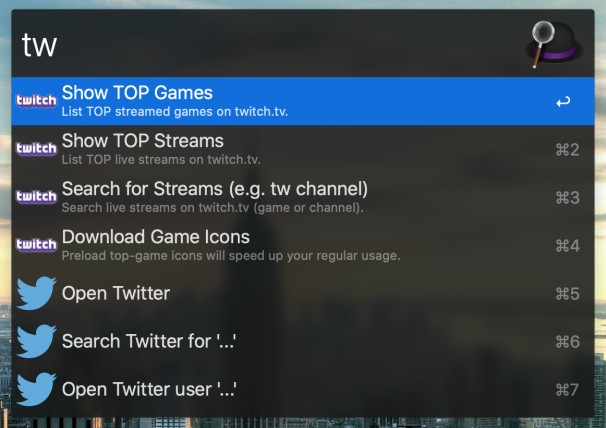 tw
twitch Show TOP Games
List TOP streamed games on twitch.tv.
twitch Show TOP Streams ⌘2
List TOP live streams on twitch.tv.
twitch Search for Streams (e.g. tw channel) ⌘3
Search live streams on twitch.tv (game or channel).
twitch Download Game Icons ⌘4
Preload top-game icons will speed up your regular usage.
Open Twitter ⌘5
Search Twitter for '...' ⌘6
Open Twitter user '...' ⌘7